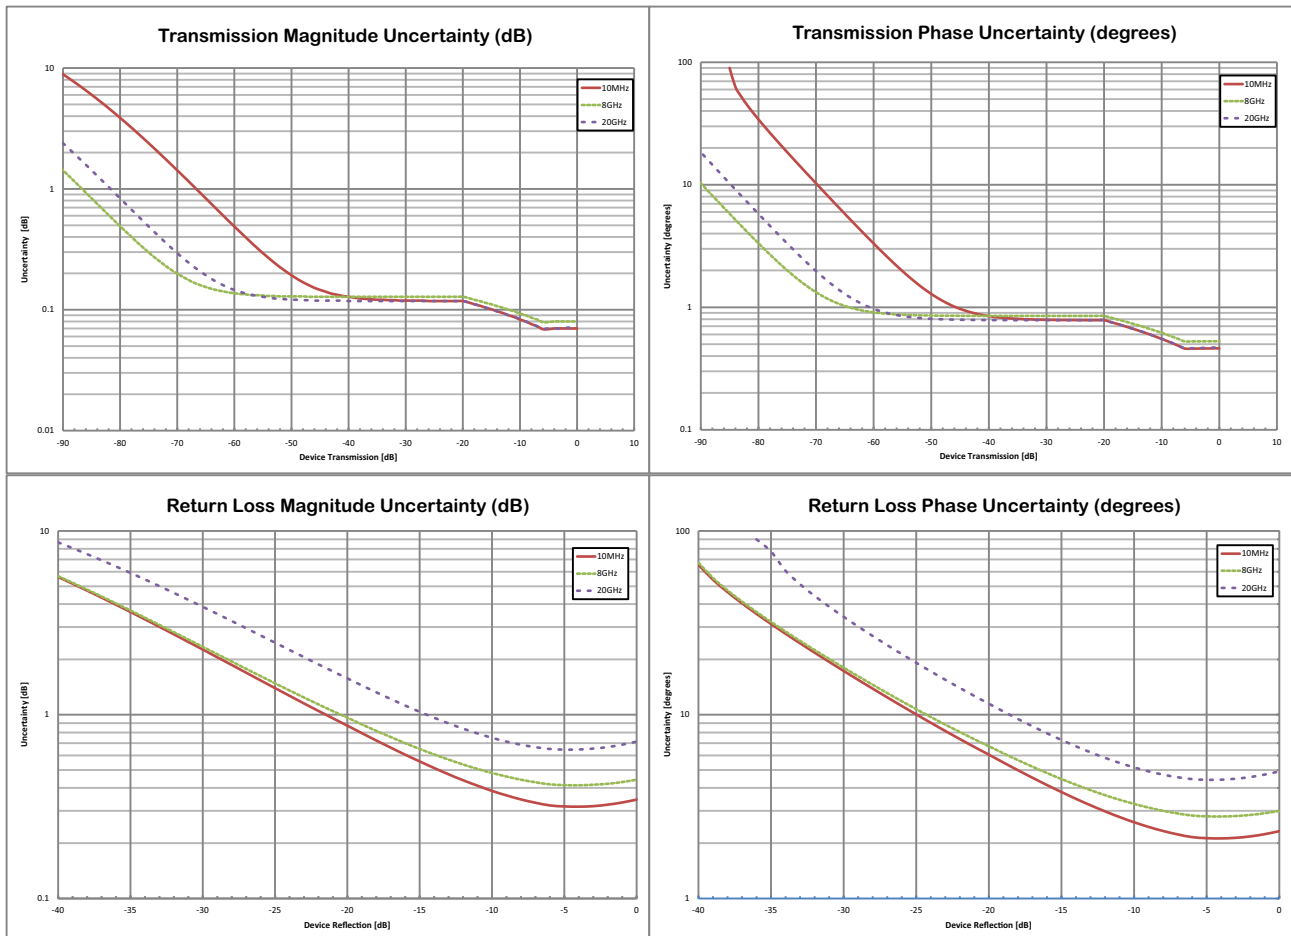 Transmission Magnitude Uncertainty (dB)
10
1
0.1
0.01
Uncertainty [dB]
-90 -80 -70 -60 -50 -40 -30 -20 -10 0 10
Device Transmission [dB]
10MHz
8GHz
20GHz
Transmission Phase Uncertainty (degrees)
100
10
1
0.1
Uncertainty [degrees]
-90 -80 -70 -60 -50 -40 -30 -20 -10 0 10
Device Transmission [dB]
10MHz
8GHz
20GHz
Return Loss Magnitude Uncertainty (dB)
10
1
0.1
Uncertainty [dB]
-40 -35 -30 -25 -20 -15 -10 -5 0
Device Reflection [dB]
10MHz
8GHz
20GHz
Return Loss Phase Uncertainty (degrees)
100
10
1
Uncertainty [degrees]
-40 -35 -30 -25 -20 -15 -10 -5 0
Device Reflection [dB]
10MHz
8GHz
20GHz